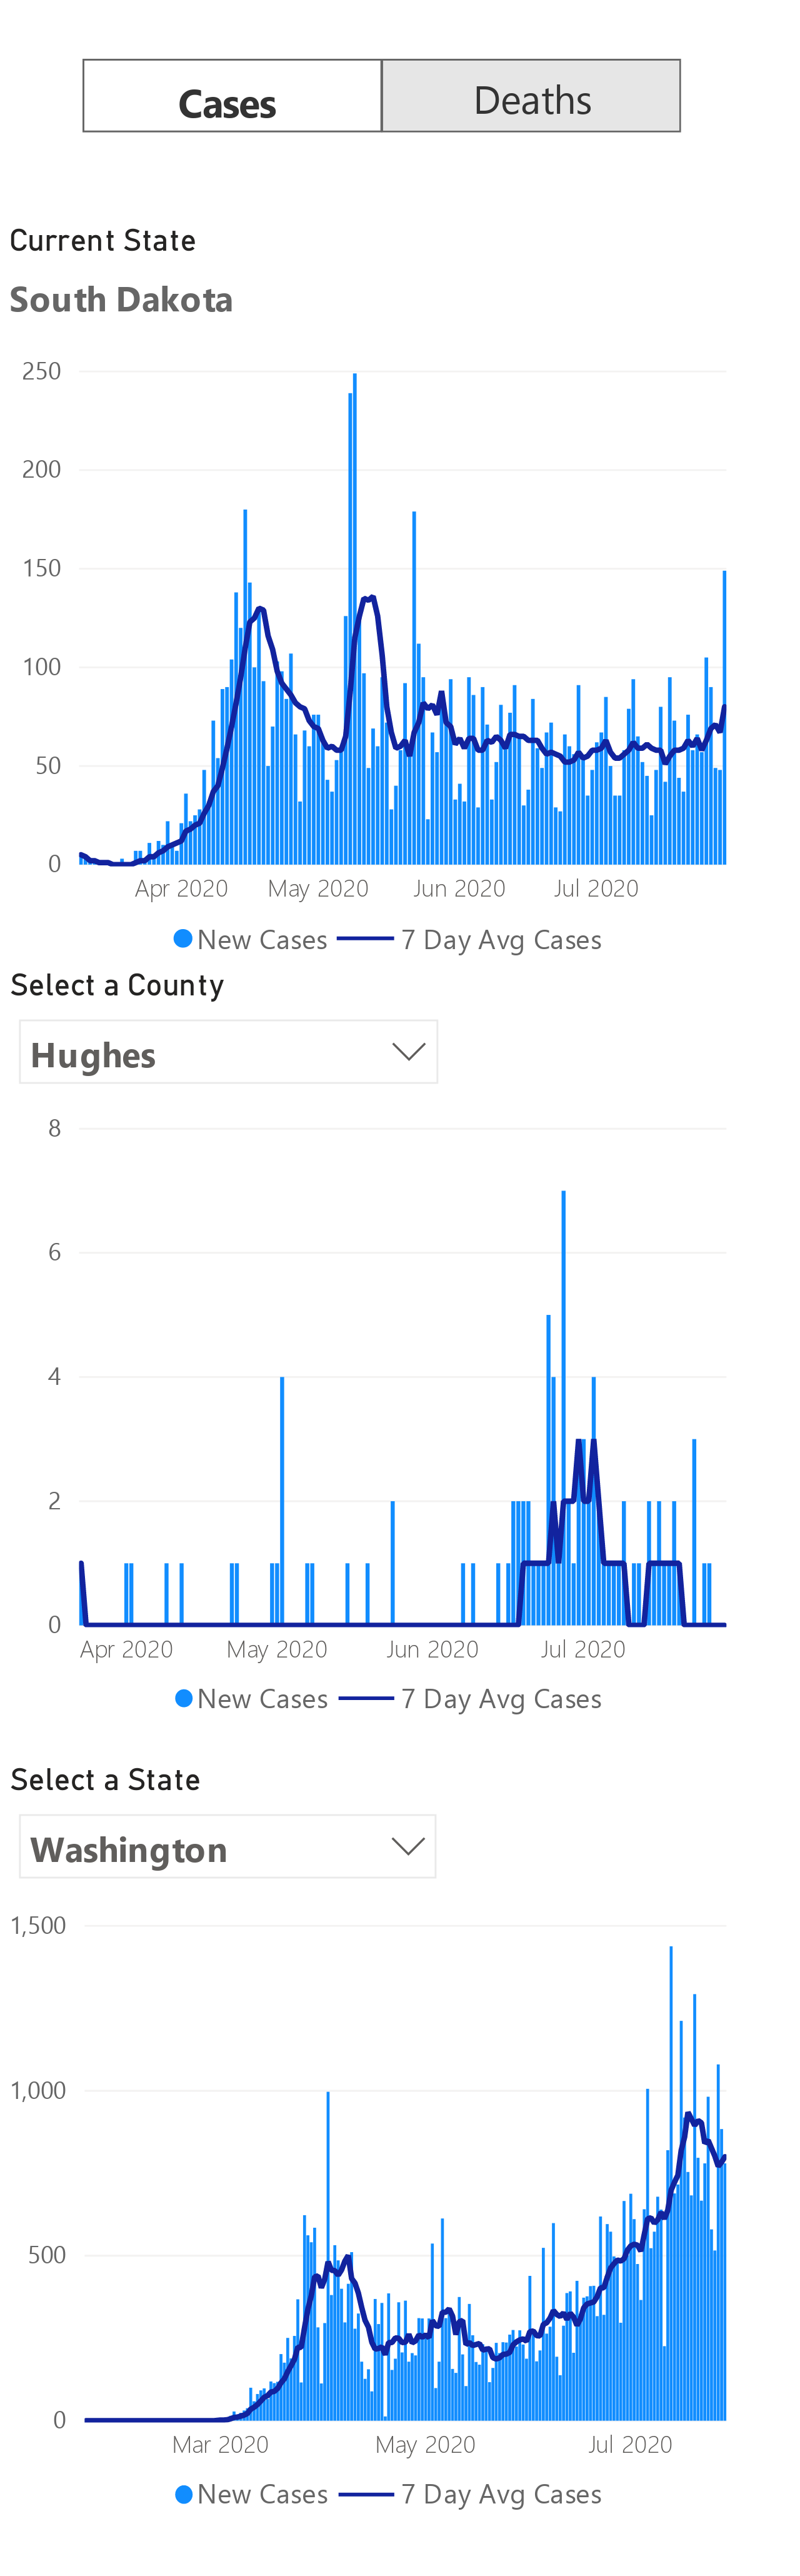 Cases Deaths
Current State
South Dakota
250
200
150
100
50
0
Apr 2020 May 2020 Jun 2020 Jul 2020
New Cases 7 Day Avg Cases
Select a County
Hughes
8
6
4
2
0
Apr 2020 May 2020 Jun 2020 Jul 2020
New Cases 7 Day Avg Cases
Select a State
Washington
1,500
1,000
500
0
Mar 2020 May 2020 Jul 2020
New Cases 7 Day Avg Cases